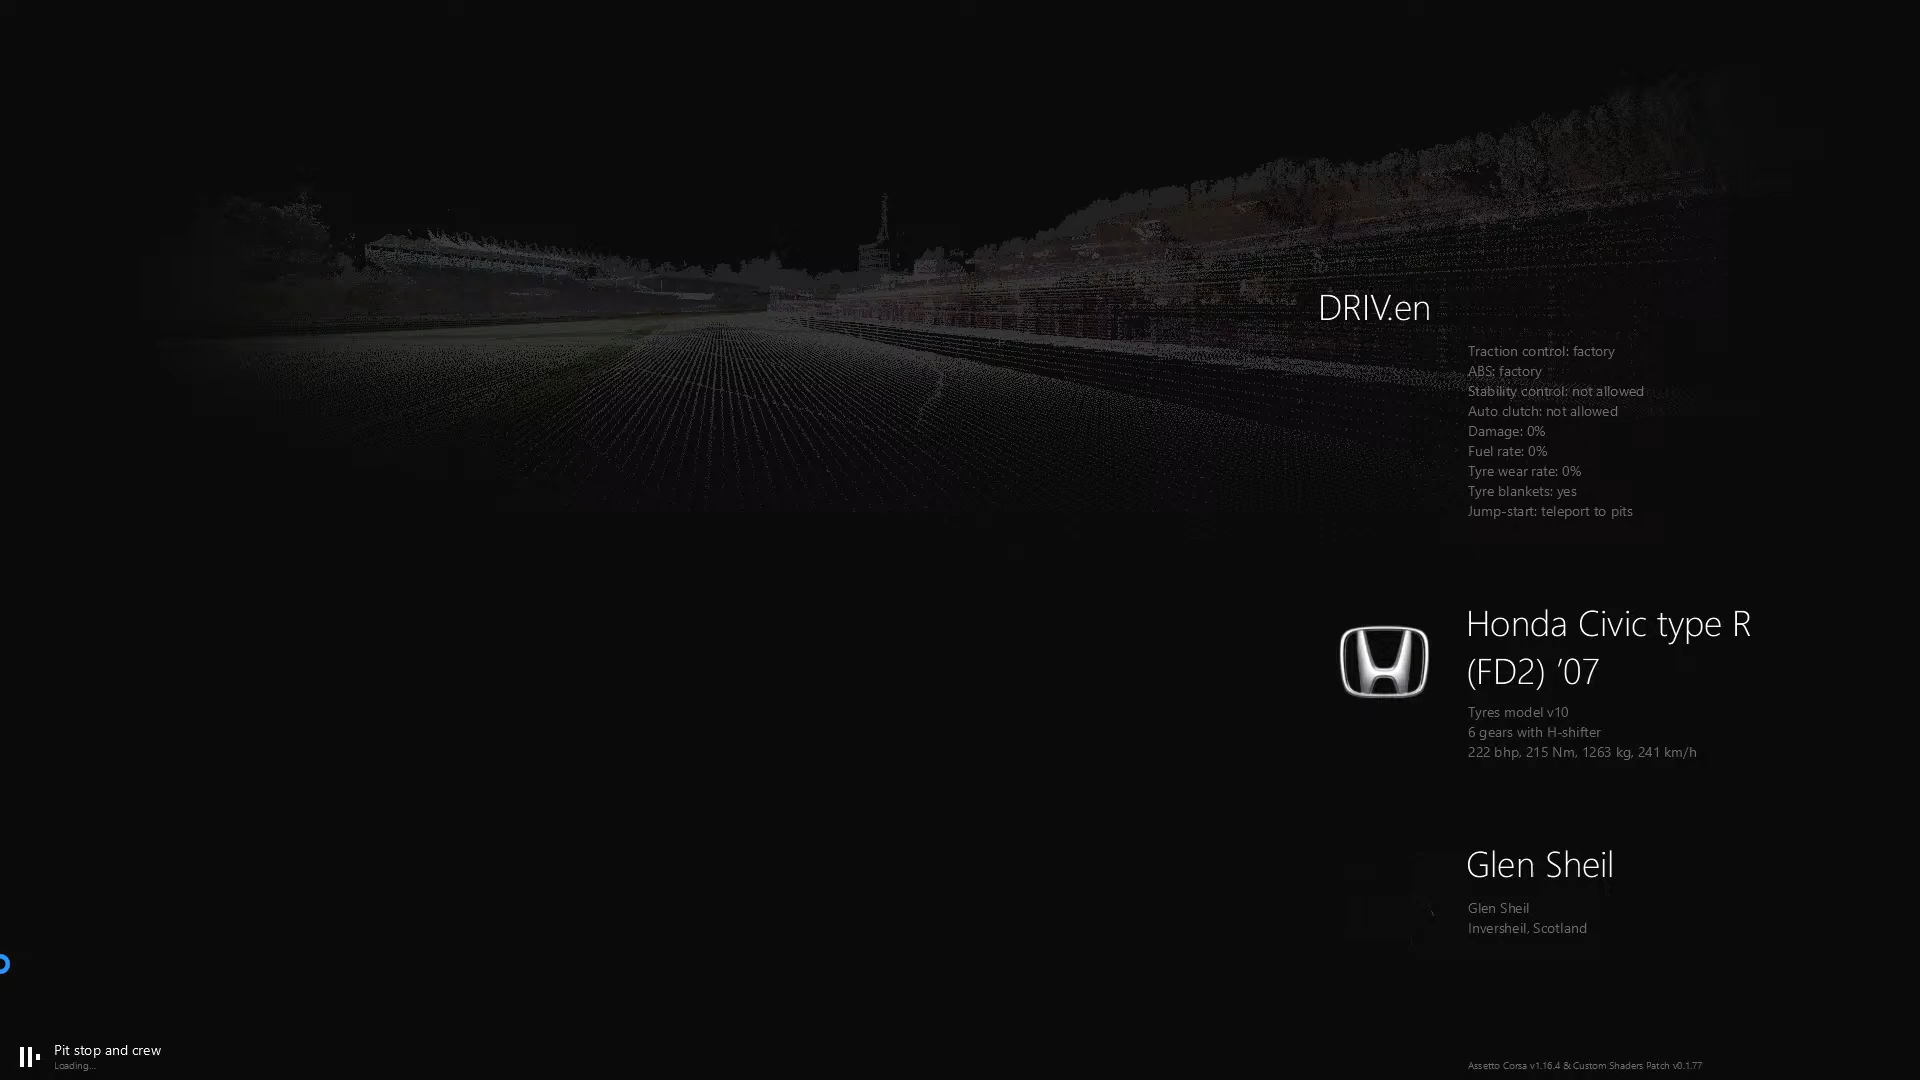 DRIV.en
Traction control: factory
ABS: factory
Stability control: not allowed
Auto clutch: not allowed
Damage: 0%
Fuel rate: 0%
Tyre wear rate: 0%
Tyre blankets: yes
Jump-start: teleport to pits
Honda Civic type R
(FD2) '07
Tyres model v10
6 gears with H-shifter
222 bhp, 215 Nm, 1263 kg, 241 km/h
Glen Sheil
Glen Sheil
Inversheil, Scotland
Pit stop and crew
Loading...
Assetto Corsa v1.16.4 & Custom Shaders Patch v0.1.77